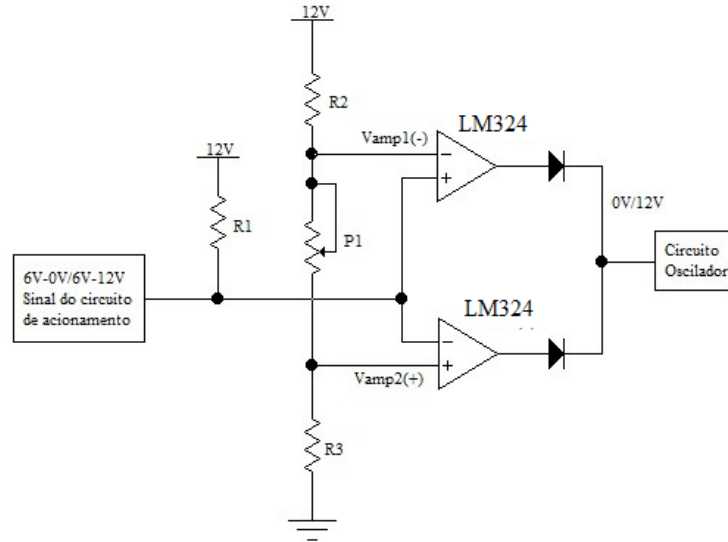 12V
R2
LM324
Vamp1(-)
12V
R1
P1
0V/12V
Circuito
Oscilador
6V-0V/6V-12V
Sinal do circuito
de acionamento
LM324
Vamp2(+)
R3